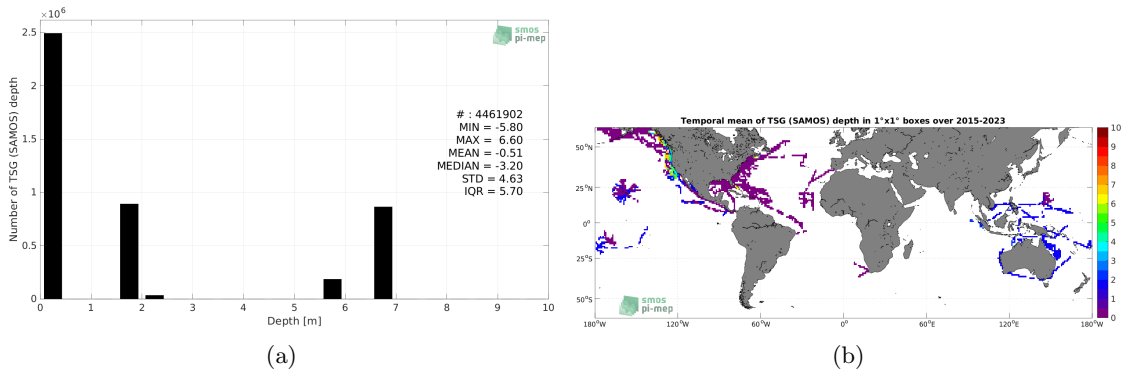 ×10⁶
2.5
2
1.5
1
0.5
0
Number of TSG (SAMOS) depth
smos
pi-mep
# : 4461902
MIN = -5.80
MAX = 6.60
MEAN = -0.51
MEDIAN = -3.20
STD = 4.63
IQR = 5.70
0 1 2 3 4 5 6 7 8 9 10
Depth [m]
(a)
Temporal mean of TSG (SAMOS) depth in 1°x1° boxes over 2015-2023
50°N
25°N
0°
25°S
50°S
smos
pi-mep
180°W 120°W 60°W 0° 60°E 120°E 180°E
10
9
8
7
6
5
4
3
2
1
0
(b)